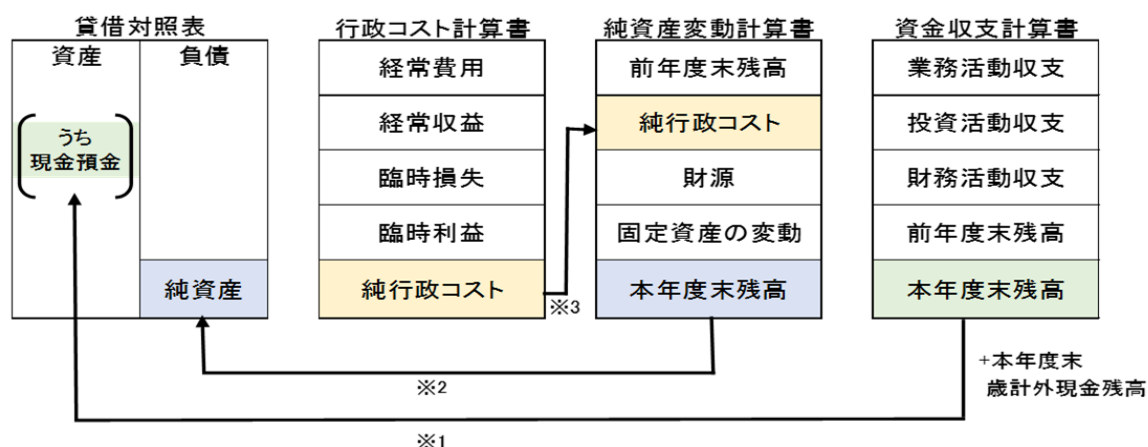 貸借対照表
資産
負債
うち
現金預金
純資産
行政コスト計算書
経常費用
経常収益
臨時損失
臨時利益
純行政コスト
※3
純資産変動計算書
前年度末残高
純行政コスト
財源
固定資産の変動
本年度末残高
資金収支計算書
業務活動収支
投資活動収支
財務活動収支
前年度末残高
本年度末残高
+本年度末
歳計外現金残高
※2
※1